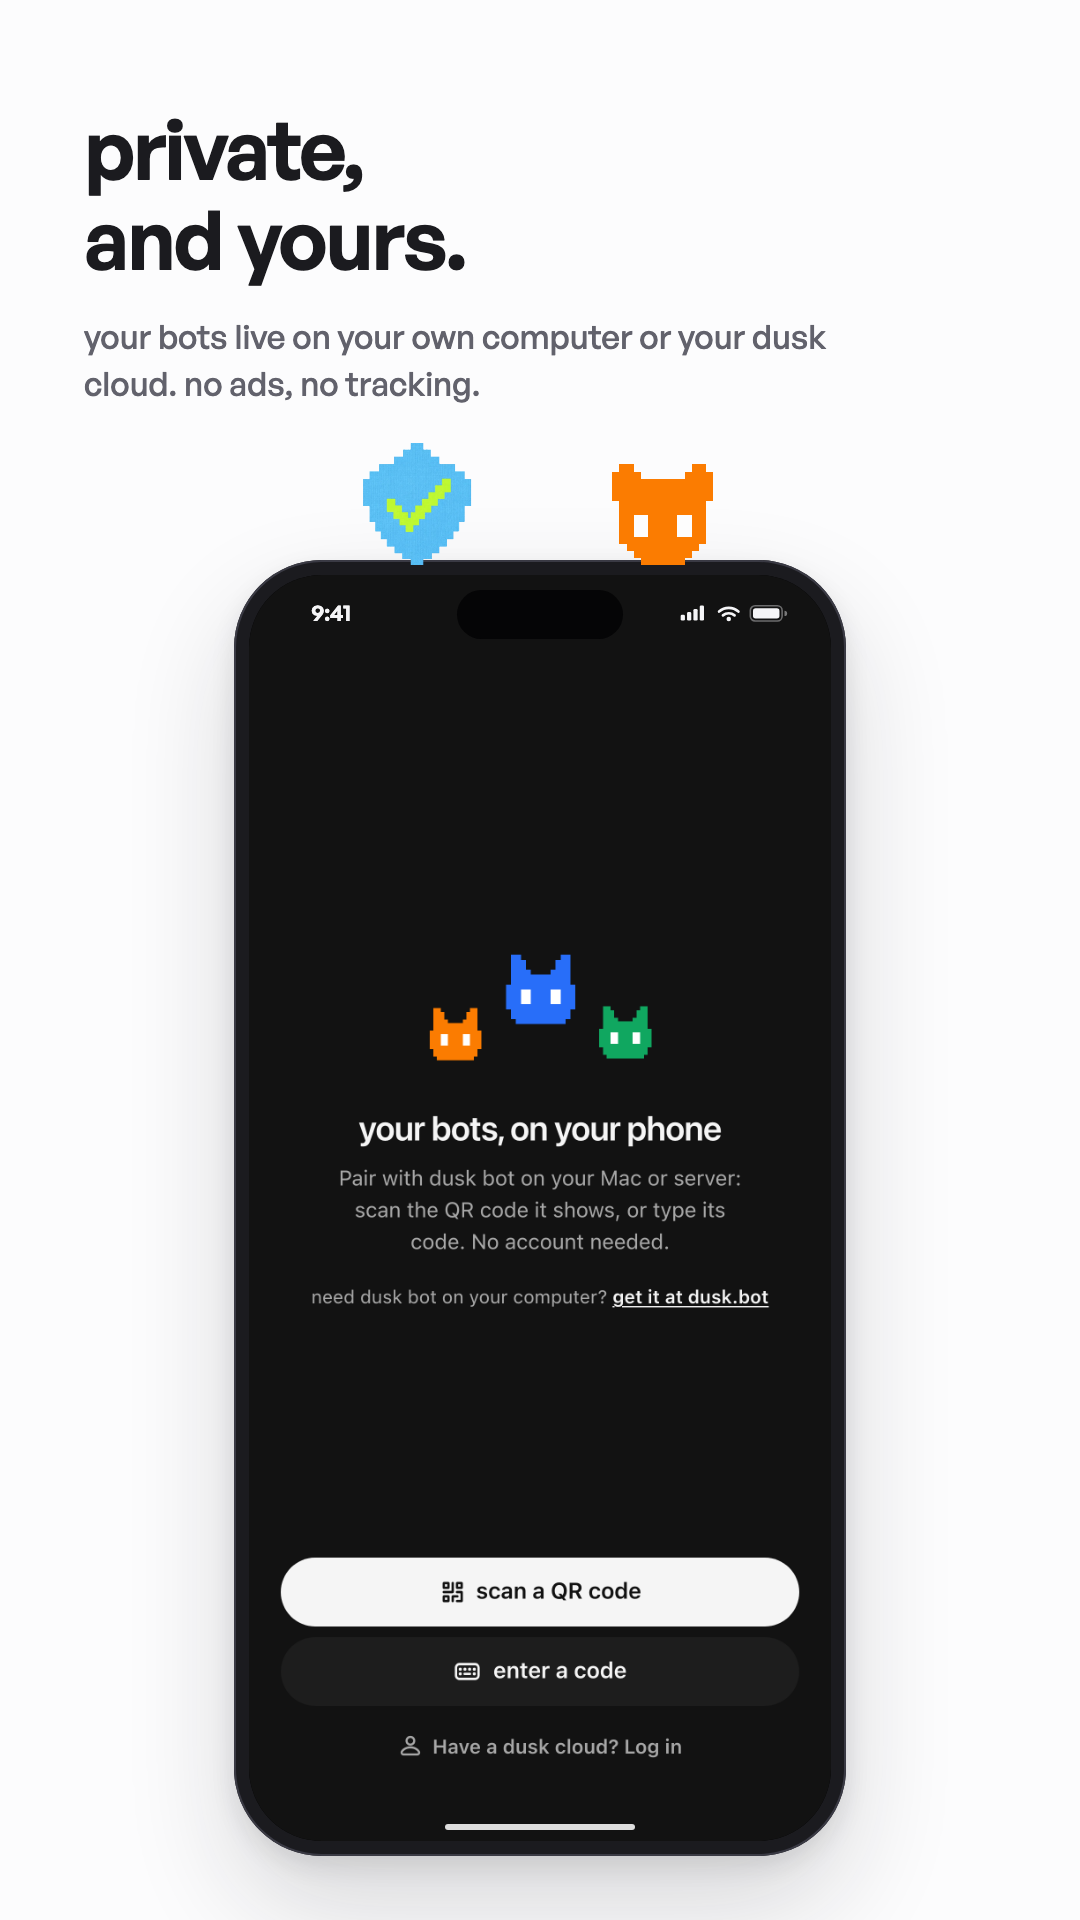 private,
and yours.
your bots live on your own computer or your dusk
cloud. no ads, no tracking.
9:41
your bots, on your phone
Pair with dusk bot on your Mac or server:
scan the QR code it shows, or type its
code. No account needed.
need dusk bot on your computer? get it at dusk.bot
scan a QR code
enter a code
Have a dusk cloud? Log in